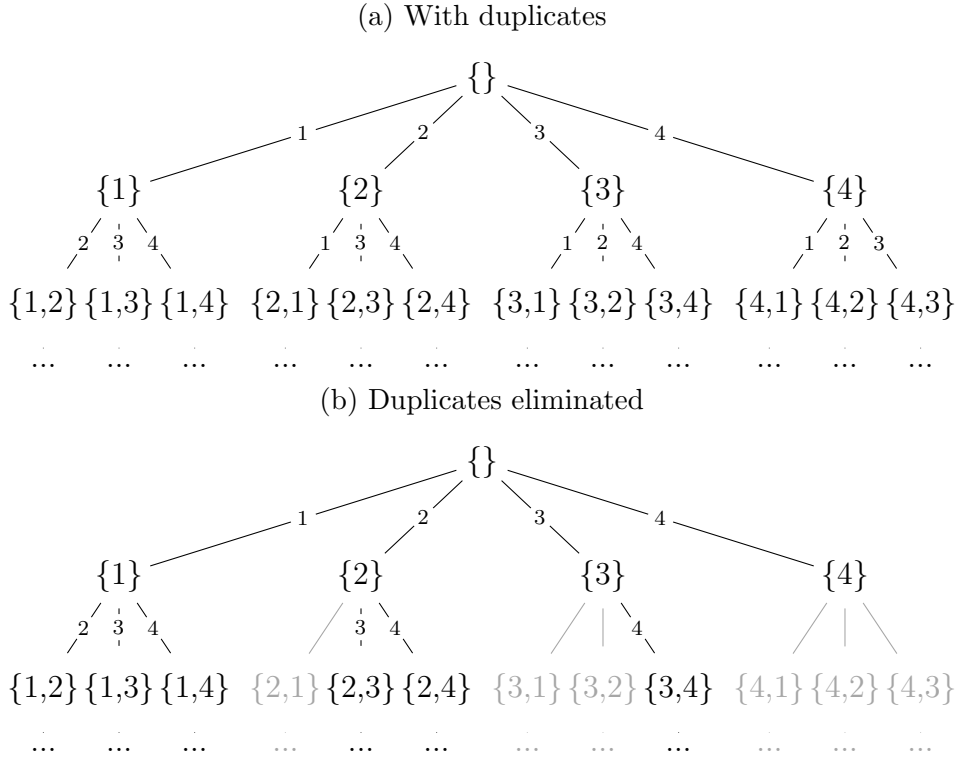 (a) With duplicates
{}
1 2 3 4
{1} {2} {3} {4}
2 3 4 1 3 4 1 2 4 1 2 3
{1,2} {1,3} {1,4} {2,1} {2,3} {2,4} {3,1} {3,2} {3,4} {4,1} {4,2} {4,3}
... ... ... ... ... ... ... ... ... ... ... ...
(b) Duplicates eliminated
{}
1 2 3 4
{1} {2} {3} {4}
2 3 4 3 4 4
{1,2} {1,3} {1,4} {2,1} {2,3} {2,4} {3,1} {3,2} {3,4} {4,1} {4,2} {4,3}
... ... ... ... ... ... ... ... ... ... ... ...